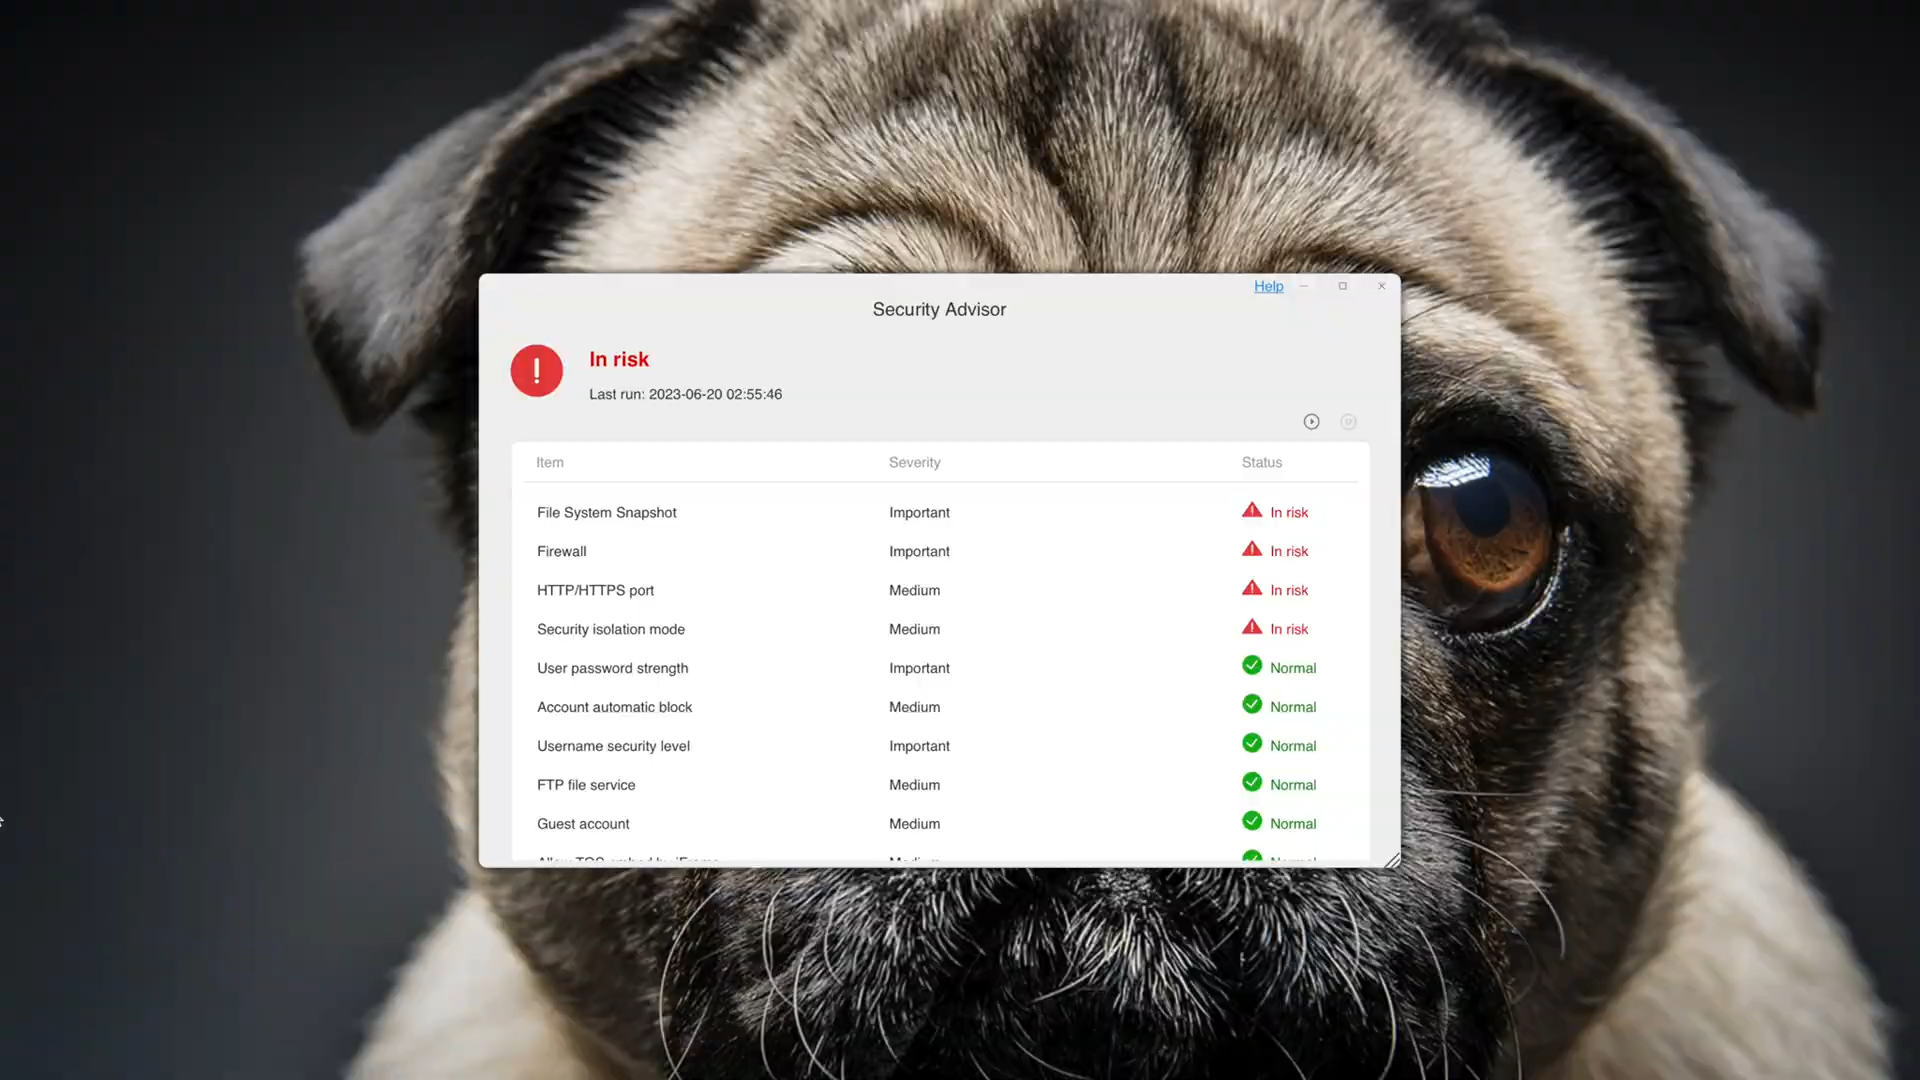 Help
Security Advisor
In risk
Last run: 2023-06-20 02:55:46
Item Severity Status
File System Snapshot Important In risk
Firewall Important In risk
HTTP/HTTPS port Medium In risk
Security isolation mode Medium In risk
User password strength Important Normal
Account automatic block Medium Normal
Username security level Important Normal
FTP file service Medium Normal
Guest account Medium Normal